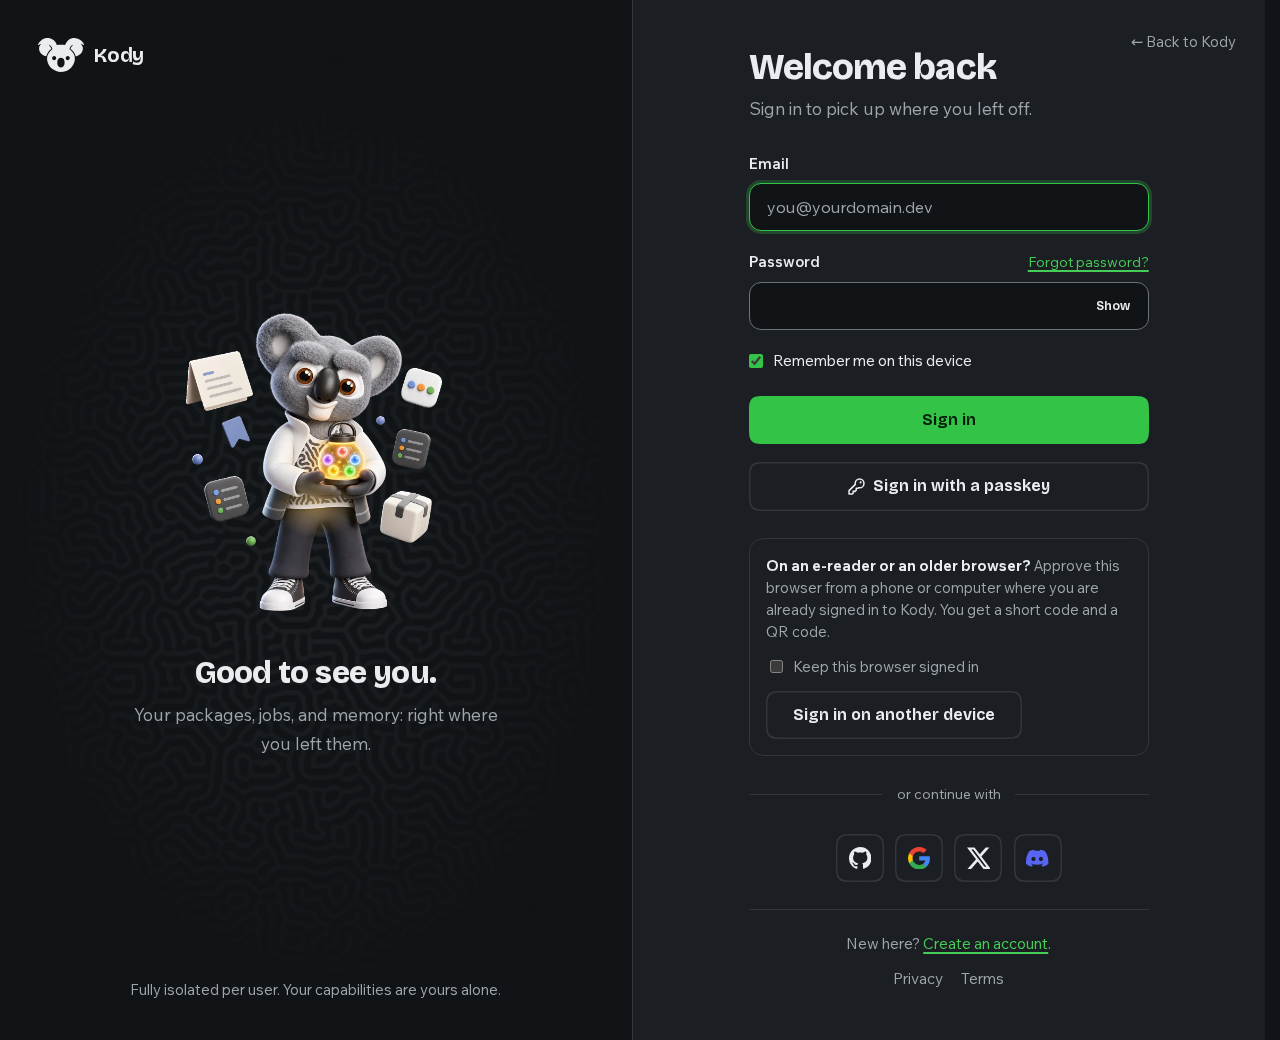 Kody
← Back to Kody
Welcome back
Sign in to pick up where you left off.
Email
you@yourdomain.dev
Password
Forgot password?
Show
Remember me on this device
Sign in
Sign in with a passkey
On an e-reader or an older browser? Approve this
browser from a phone or computer where you are
already signed in to Kody. You get a short code and a
QR code.
Keep this browser signed in
Sign in on another device
or continue with
New here? Create an account.
Privacy Terms
Good to see you.
Your packages, jobs, and memory: right where
you left them.
Fully isolated per user. Your capabilities are yours alone.